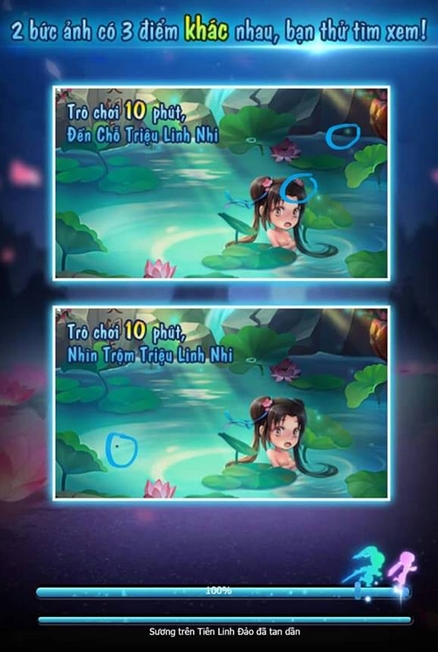 2 bức ảnh có 3 điểm khác nhau, bạn thử tìm xem!
Trò chơi 10 phút,
Đến Chỗ Triệu Linh Nhi
Trò chơi 10 phút,
Nhìn Trộm Triệu Linh Nhi
100%
Sương trên Tiên Linh Đảo đã tan dần